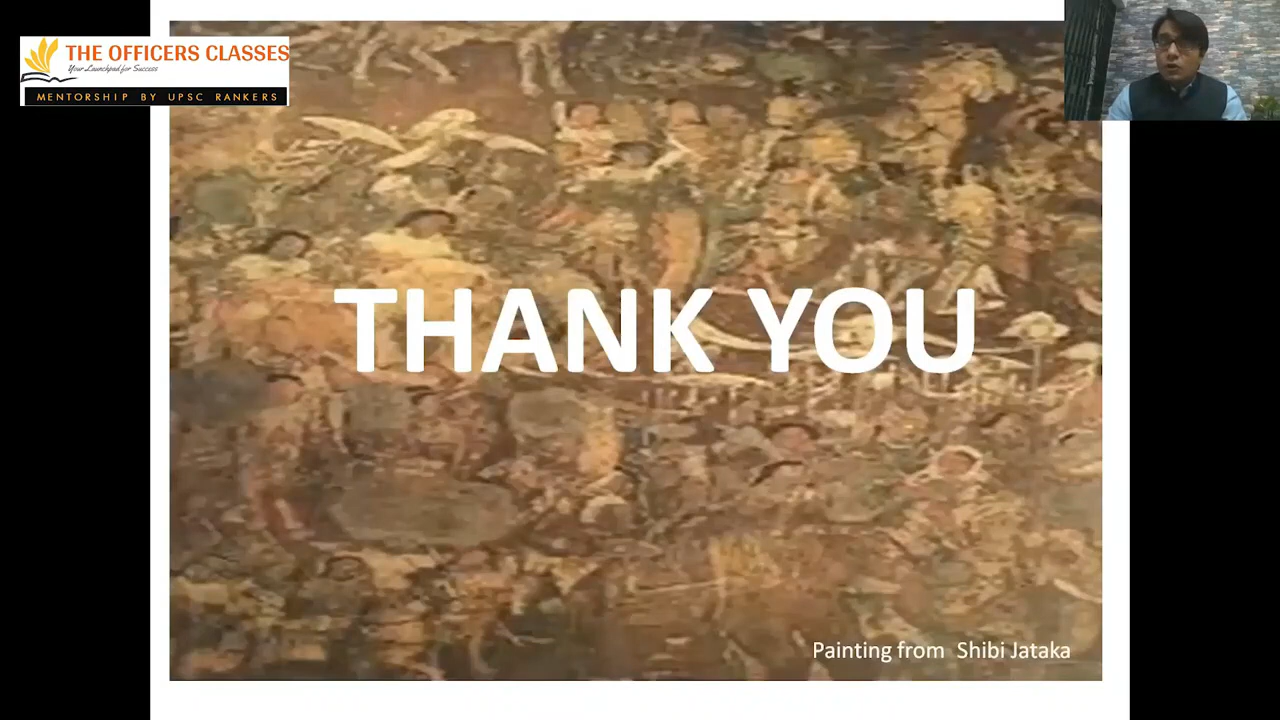 THE OFFICERS CLASSES
Your Launchpad for Success
MENTORSHIP BY UPSC RANKERS
THANK YOU
Painting from Shibi Jataka